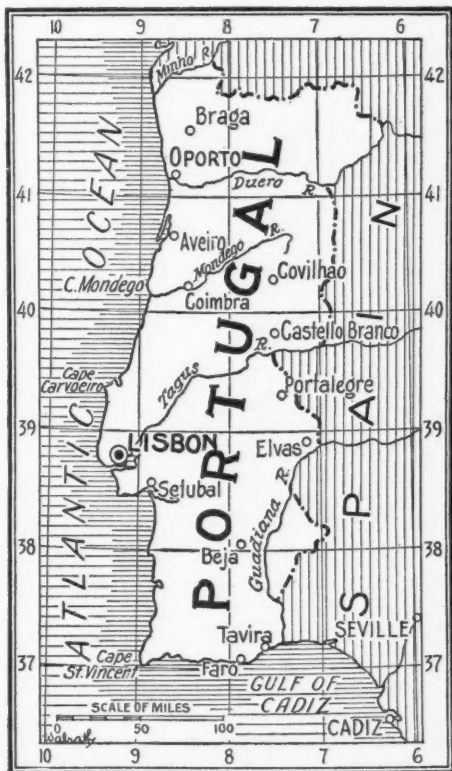 10 9 8 7 6
42
41
40
39
38
37
42
41
40
39
38
37
Minho R.
Braga
OPORTO
Duero R.
Aveiro
Mondego R.
C. Mondego
Covilhao
Coimbra
Castello Branco
Cape Carvoeiro
Tagus R.
Portalegre
LISBON
Elvas
Setubal
Guadiana R.
Beja
Tavira
SEVILLE
Cape St. Vincent
Faro
GULF OF CADIZ
CADIZ
ATLANTIC OCEAN
PORTUGAL
SPAIN
SCALE OF MILES
0 50 100
10 9 8 7 6